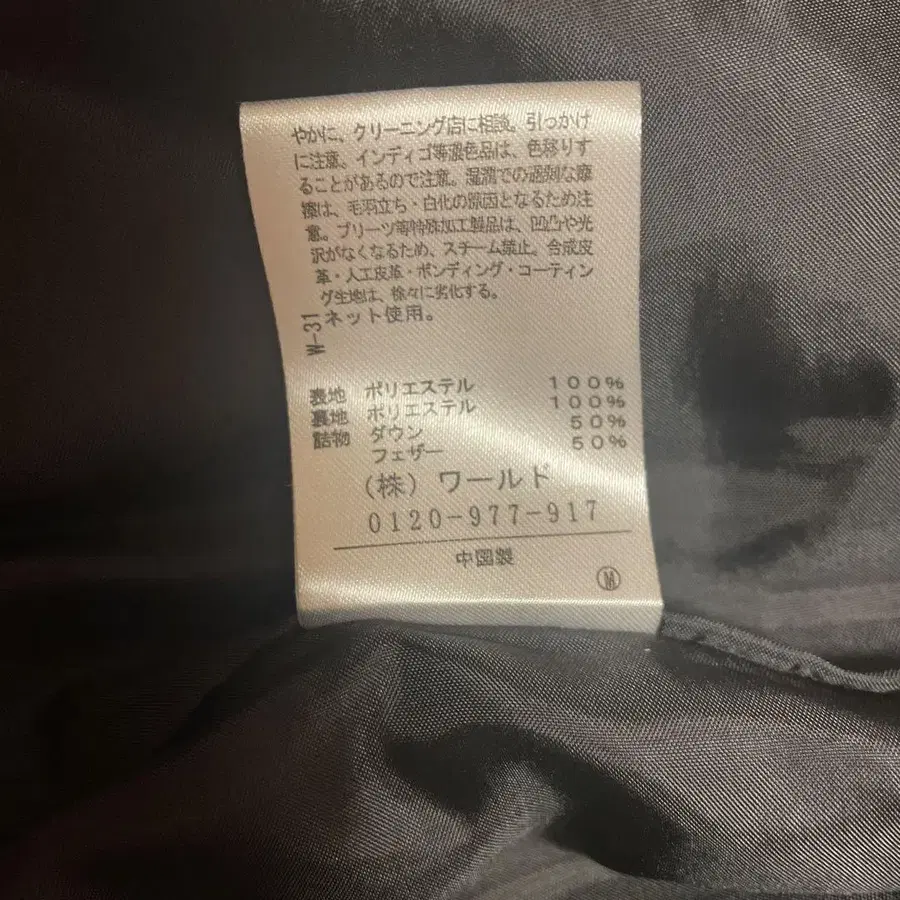 やかに、クリーニング店に相談。引っかけ
に注意。インディゴ等濃色品は、色移りす
ることがあるので注意。湿潤での過剰な摩
擦は、毛羽立ち・白化の原因となるため注
意。プリーツ等特殊加工製品は、凹凸や光
沢がなくなるため、スチーム禁止。合成皮
革・人工皮革・ボンディング・コーティン
グ生地は、徐々に劣化する。
ネット使用。
W-31
表地 ポリエステル 100%
裏地 ポリエステル 100%
詰物 ダウン 50%
フェザー 50%
(株) ワールド
0120-977-917
中国製
M